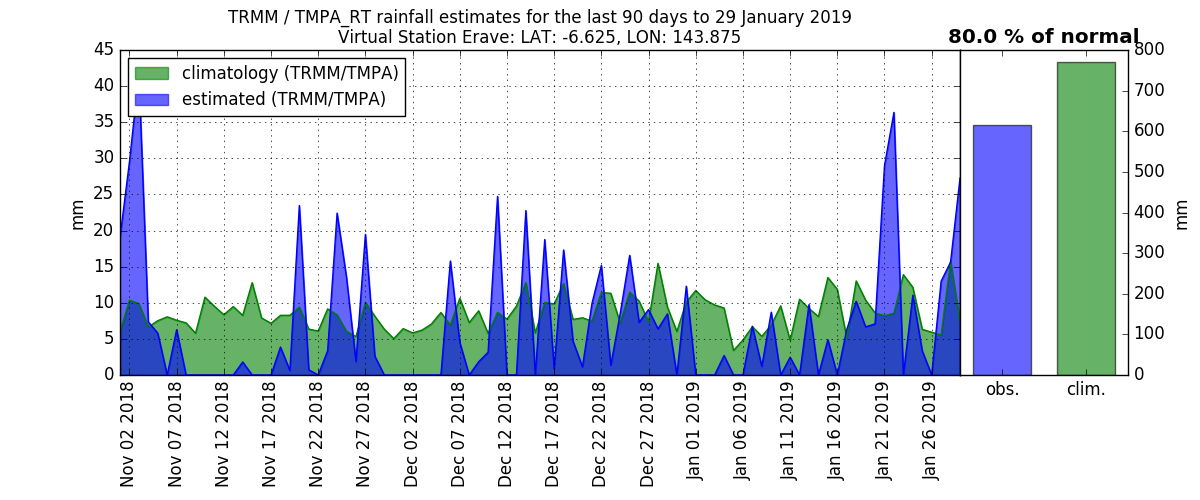 TRMM / TMPA_RT rainfall estimates for the last 90 days to 29 January 2019
Virtual Station Erave: LAT: -6.625, LON: 143.875
80.0 % of normal
climatology (TRMM/TMPA)
estimated (TRMM/TMPA)
45
40
35
30
25
20
15
10
5
0
mm
Nov 02 2018
Nov 07 2018
Nov 12 2018
Nov 17 2018
Nov 22 2018
Nov 27 2018
Dec 02 2018
Dec 07 2018
Dec 12 2018
Dec 17 2018
Dec 22 2018
Dec 27 2018
Jan 01 2019
Jan 06 2019
Jan 11 2019
Jan 16 2019
Jan 21 2019
Jan 26 2019
obs.
clim.
800
700
600
500
400
300
200
100
0
mm